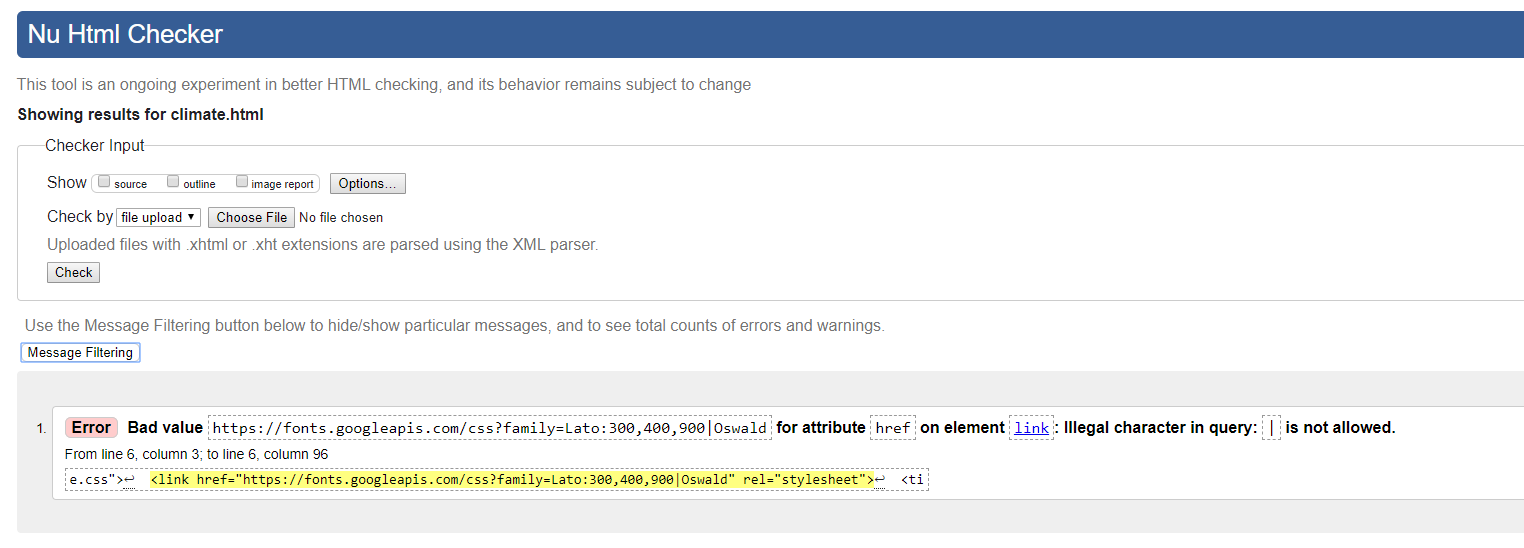 Nu Html Checker
This tool is an ongoing experiment in better HTML checking, and its behavior remains subject to change
Showing results for climate.html
Checker Input
Show source outline image report Options...
Check by file upload ▼ Choose File No file chosen
Uploaded files with .xhtml or .xht extensions are parsed using the XML parser.
Check
Use the Message Filtering button below to hide/show particular messages, and to see total counts of errors and warnings.
Message Filtering
1. Error Bad value https://fonts.googleapis.com/css?family=Lato:300,400,900|Oswald for attribute href on element link: Illegal character in query: | is not allowed.
From line 6, column 3; to line 6, column 96
e.css">↩ <link href="https://fonts.googleapis.com/css?family=Lato:300,400,900|Oswald" rel="stylesheet">↩ <ti